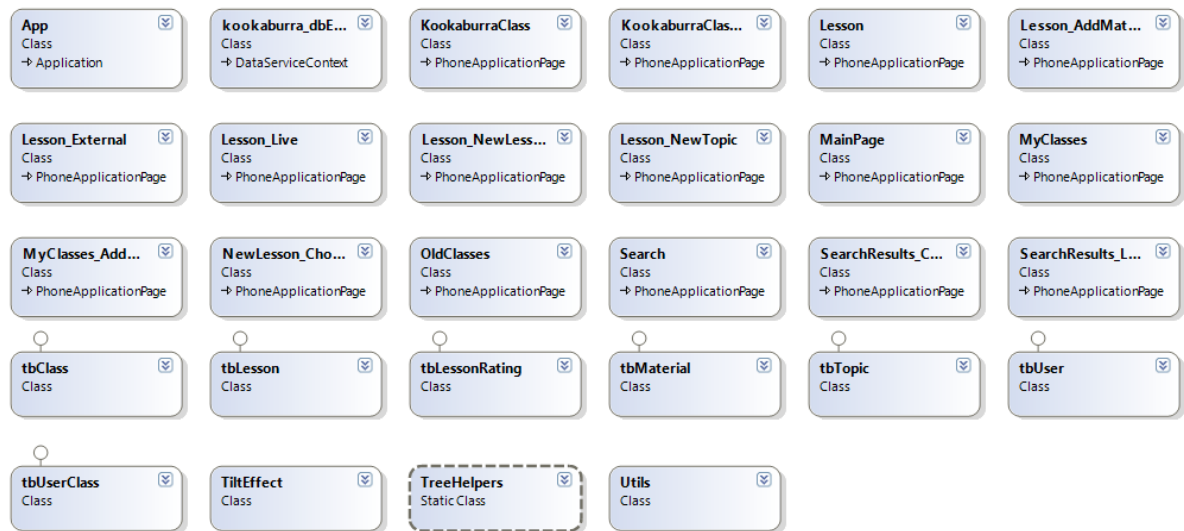 App
Class
Application
kookaburra_dbE...
Class
DataServiceContext
KookaburraClass
Class
PhoneApplicationPage
KookaburraClas...
Class
PhoneApplicationPage
Lesson
Class
PhoneApplicationPage
Lesson_AddMat...
Class
PhoneApplicationPage
Lesson_External
Class
PhoneApplicationPage
Lesson_Live
Class
PhoneApplicationPage
Lesson_NewLess...
Class
PhoneApplicationPage
Lesson_NewTopic
Class
PhoneApplicationPage
MainPage
Class
PhoneApplicationPage
MyClasses
Class
PhoneApplicationPage
MyClasses_Add...
Class
PhoneApplicationPage
NewLesson_Cho...
Class
PhoneApplicationPage
OldClasses
Class
PhoneApplicationPage
Search
Class
PhoneApplicationPage
SearchResults_C...
Class
PhoneApplicationPage
SearchResults_L...
Class
PhoneApplicationPage
tbClass
Class
tbLesson
Class
tbLessonRating
Class
tbMaterial
Class
tbTopic
Class
tbUser
Class
tbUserClass
Class
TiltEffect
Class
TreeHelpers
Static Class
Utils
Class